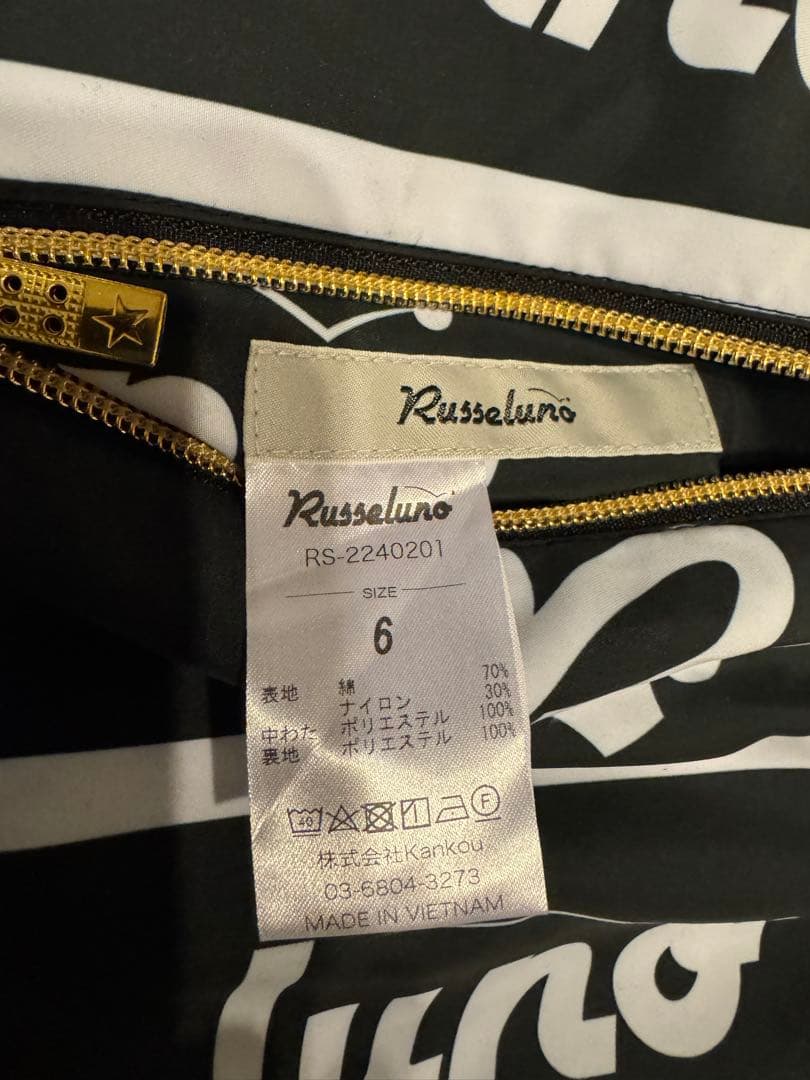 Russeluno
Russeluno
RS-2240201
SIZE
6
表地 綿 70%
ナイロン 30%
中わた ポリエステル 100%
裏地 ポリエステル 100%
40
F
株式会社Kankou
03-6804-3273
MADE IN VIETNAM
luno